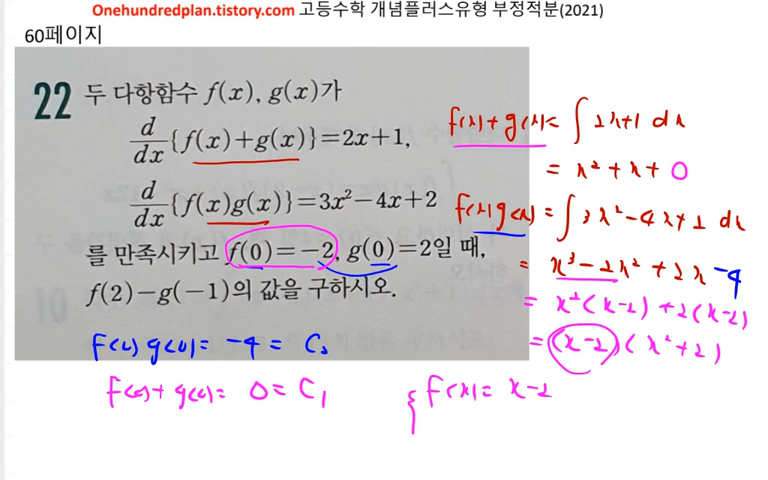 Onehundredplan.tistory.com 고등수학 개념플러스유형 부정적분(2021)
60페이지
22 두 다항함수 f(x), g(x)가
d/dx{f(x)+g(x)}=2x+1,
d/dx{f(x)g(x)}=3x²-4x+2
를 만족시키고 f(0)=-2, g(0)=2일 때,
f(2)-g(-1)의 값을 구하시오.
f(x)+g(x)= ∫ 2x+1 dx
= x²+x+0
f(x)g(x) = ∫ 3x²-4x+2 dx
= x³-2x²+2x-4
= x²(x-2)+2(x-2)
= (x-2)(x²+2)
f(0)g(0)= -4 = C₂
f(0)+g(0)= 0 = C₁
{ f(x)= x-2